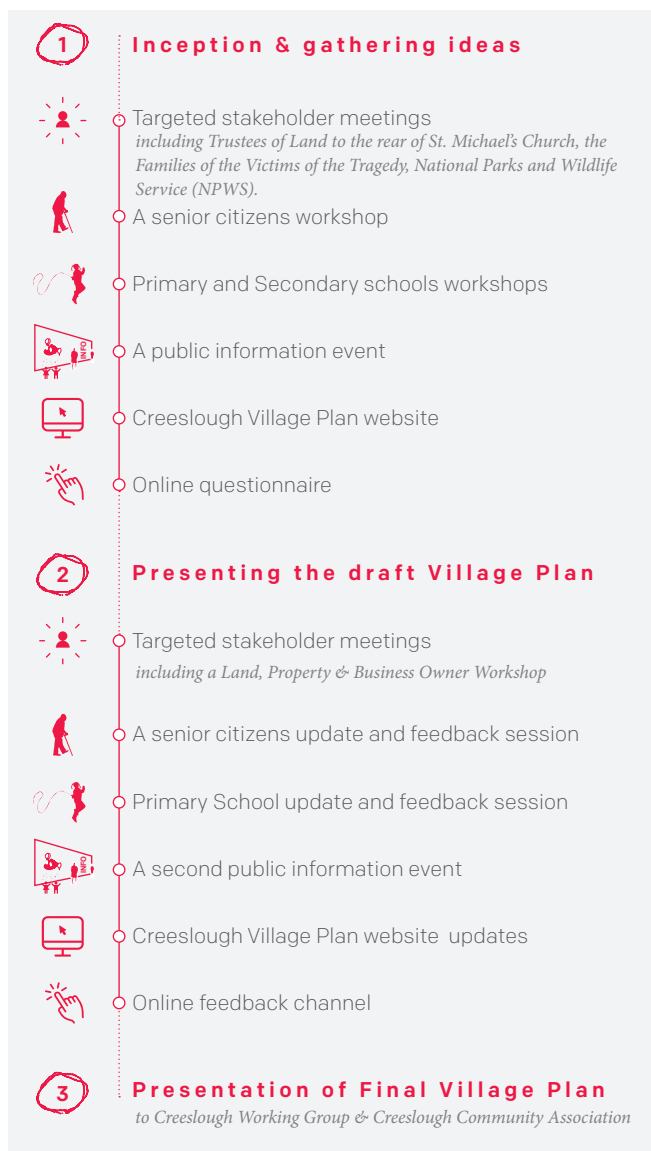 1 Inception & gathering ideas
Targeted stakeholder meetings
including Trustees of Land to the rear of St. Michael's Church, the
Families of the Victims of the Tragedy, National Parks and Wildlife
Service (NPWS).
A senior citizens workshop
Primary and Secondary schools workshops
INFO
A public information event
Creeslough Village Plan website
Online questionnaire
2 Presenting the draft Village Plan
Targeted stakeholder meetings
including a Land, Property & Business Owner Workshop
A senior citizens update and feedback session
Primary School update and feedback session
INFO
A second public information event
Creeslough Village Plan website updates
Online feedback channel
3 Presentation of Final Village Plan
to Creeslough Working Group & Creeslough Community Association